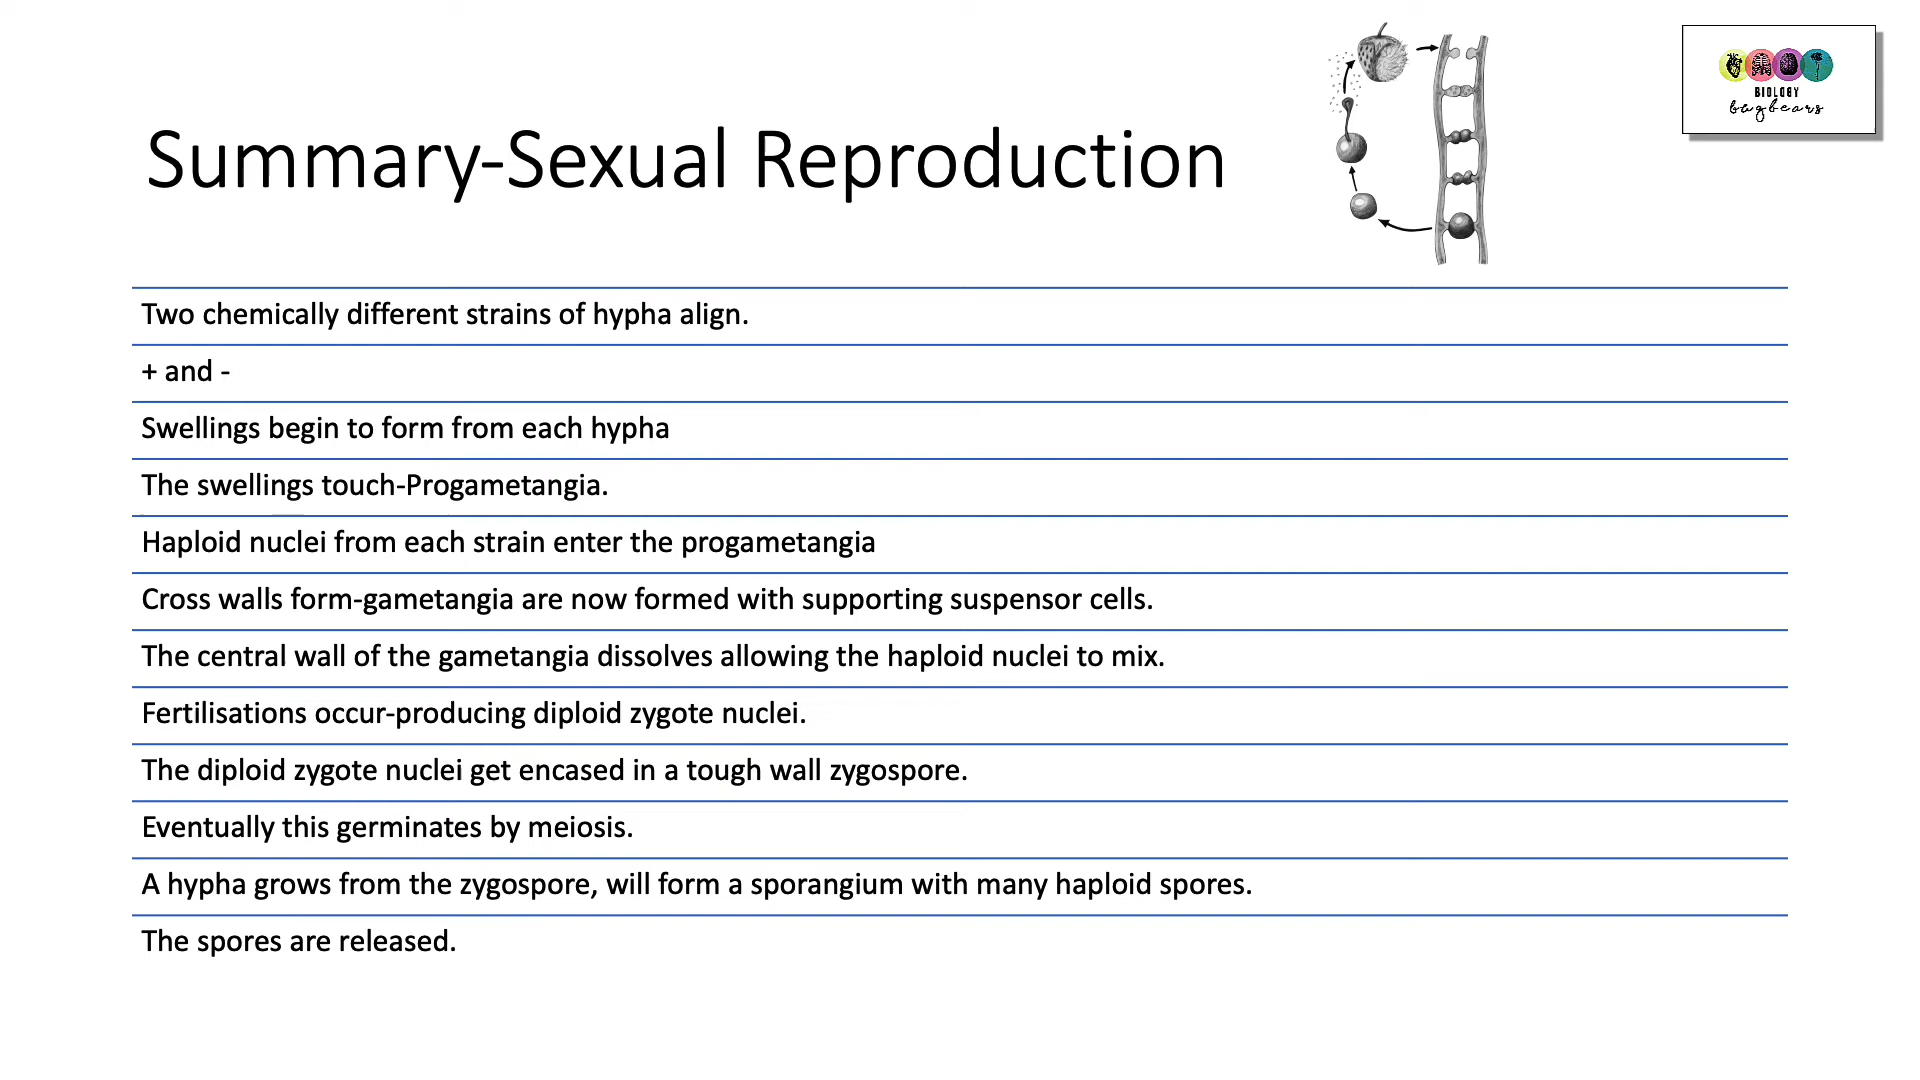 BIOLOGY
bugbears
Summary-Sexual Reproduction
Two chemically different strains of hypha align.
+ and -
Swellings begin to form from each hypha
The swellings touch-Progametangia.
Haploid nuclei from each strain enter the progametangia
Cross walls form-gametangia are now formed with supporting suspensor cells.
The central wall of the gametangia dissolves allowing the haploid nuclei to mix.
Fertilisations occur-producing diploid zygote nuclei.
The diploid zygote nuclei get encased in a tough wall zygospore.
Eventually this germinates by meiosis.
A hypha grows from the zygospore, will form a sporangium with many haploid spores.
The spores are released.